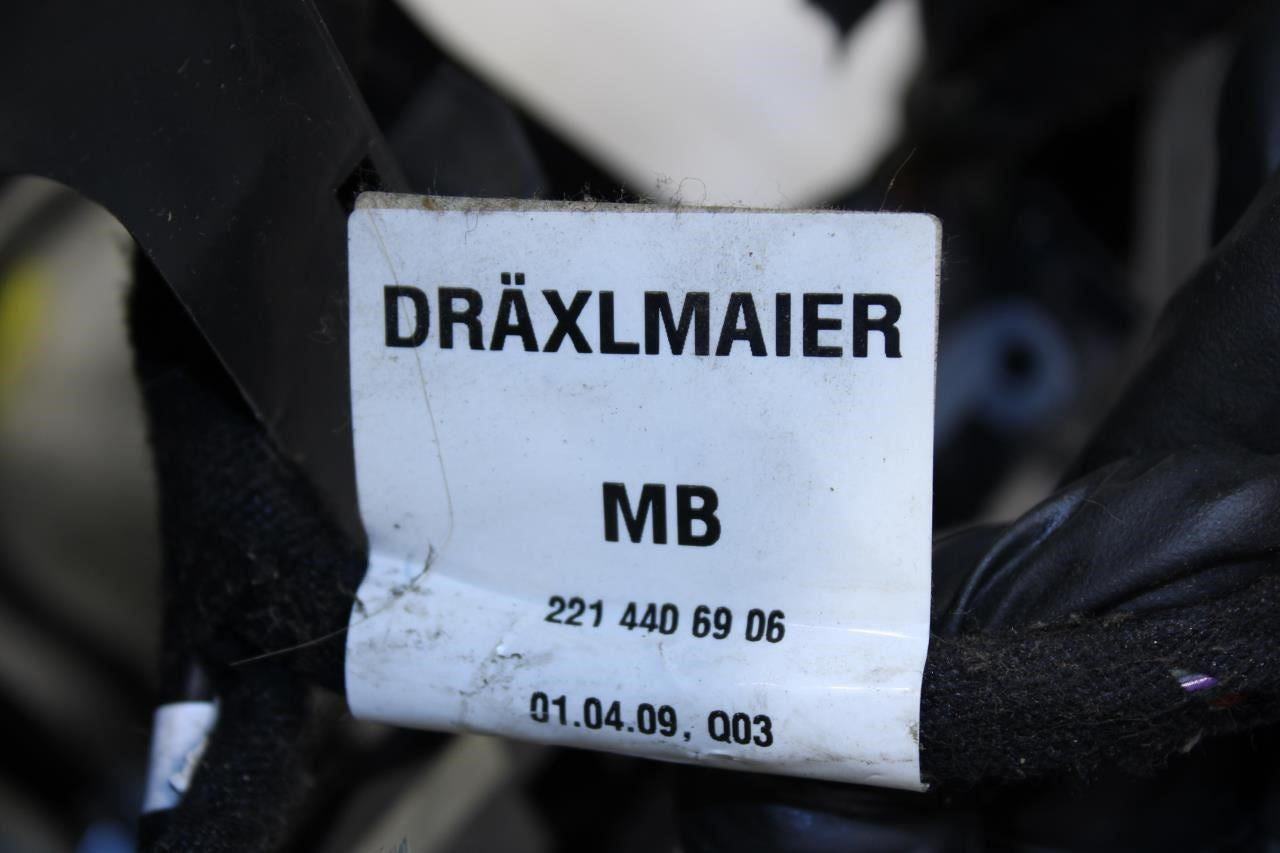 DRÄXLMAIER
MB
221 440 69 06
01.04.09, Q03